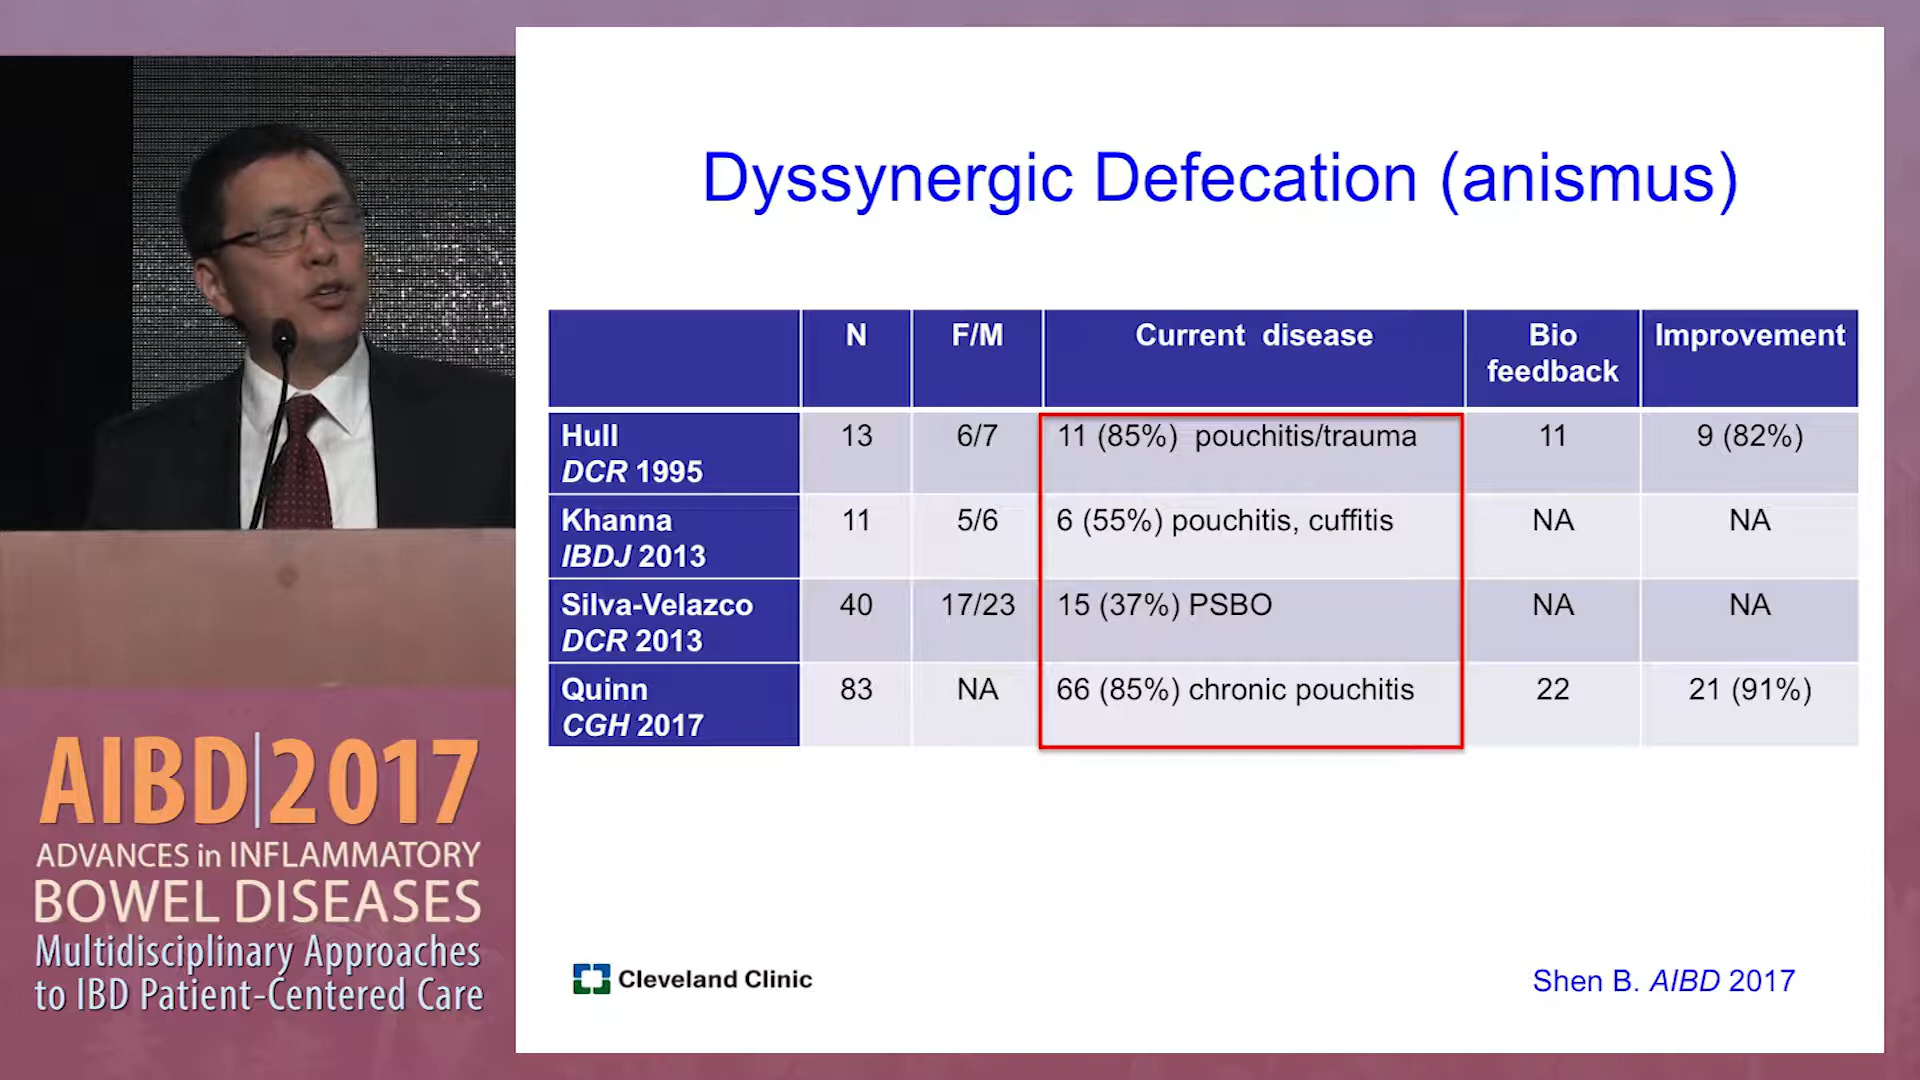 Dyssynergic Defecation (anismus)
N F/M Current disease Bio feedback Improvement
Hull DCR 1995 13 6/7 11 (85%) pouchitis/trauma 11 9 (82%)
Khanna IBDJ 2013 11 5/6 6 (55%) pouchitis, cuffitis NA NA
Silva-Velazco DCR 2013 40 17/23 15 (37%) PSBO NA NA
Quinn CGH 2017 83 NA 66 (85%) chronic pouchitis 22 21 (91%)
Cleveland Clinic
Shen B. AIBD 2017
AIBD|2017
ADVANCES in INFLAMMATORY
BOWEL DISEASES
Multidisciplinary Approaches
to IBD Patient-Centered Care